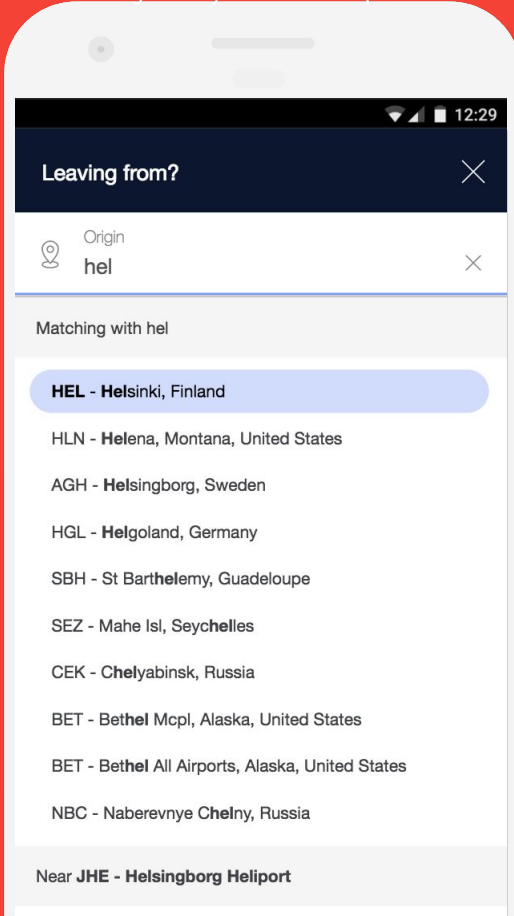 12:29
Leaving from?
Origin
hel
Matching with hel
HEL - Helsinki, Finland
HLN - Helena, Montana, United States
AGH - Helsingborg, Sweden
HGL - Helgoland, Germany
SBH - St Barthelemy, Guadeloupe
SEZ - Mahe Isl, Seychelles
CEK - Chelyabinsk, Russia
BET - Bethel Mcpl, Alaska, United States
BET - Bethel All Airports, Alaska, United States
NBC - Naberevnye Chelny, Russia
Near JHE - Helsingborg Heliport